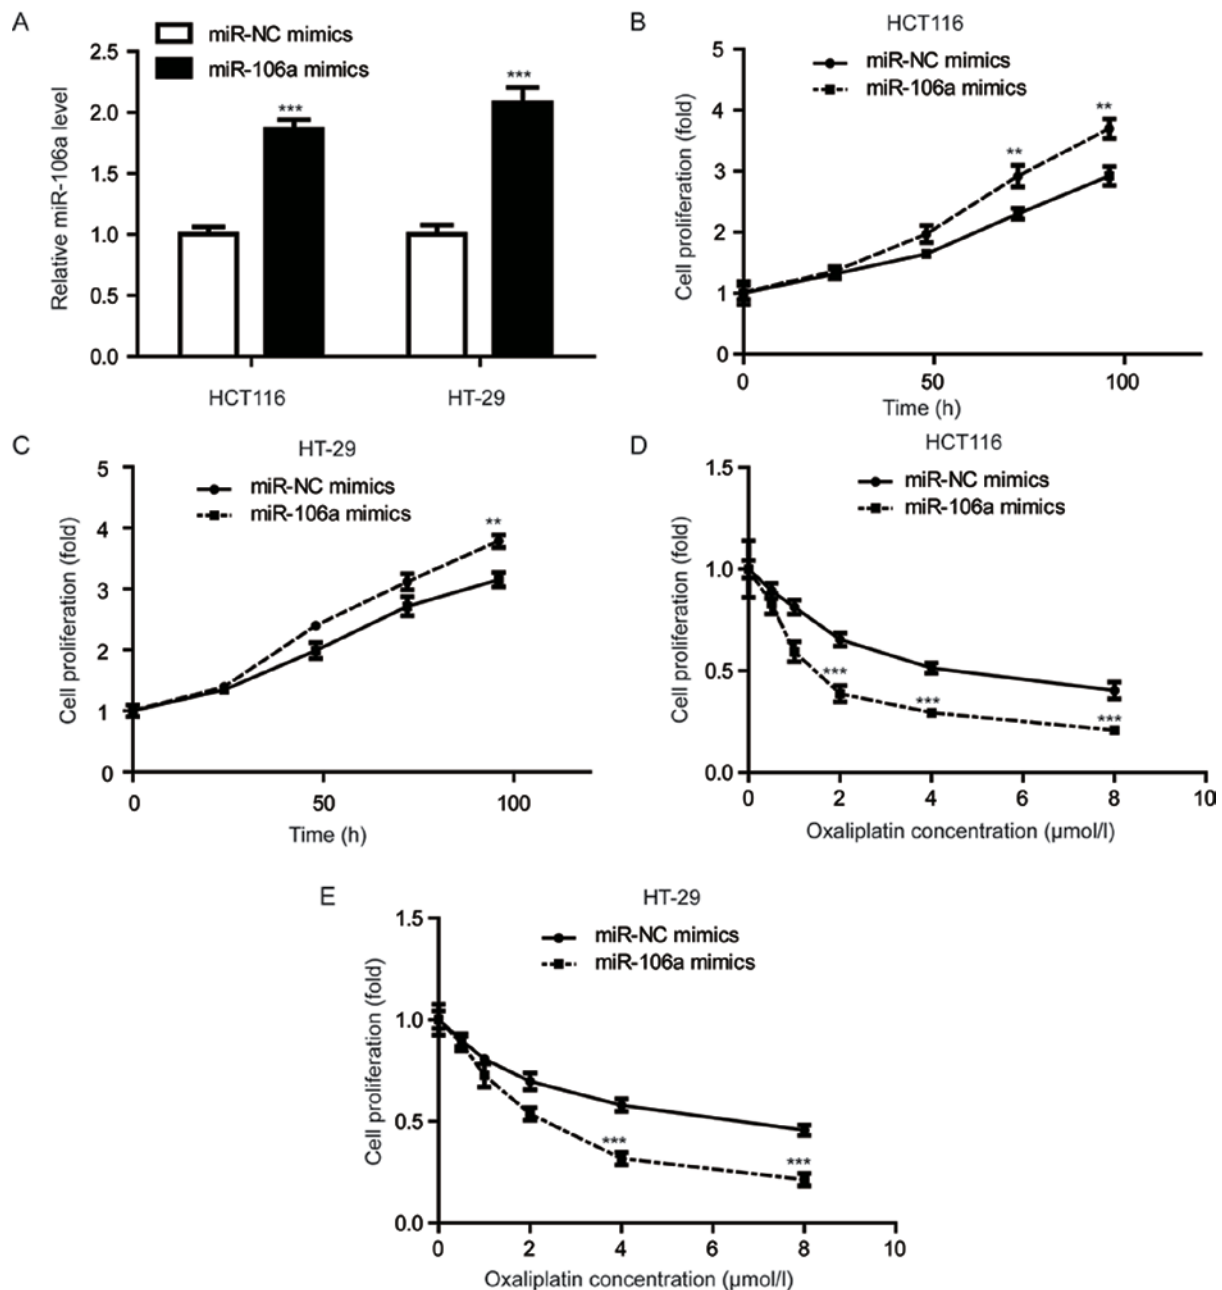 A
miR-NC mimics
miR-106a mimics
Relative miR-106a level
2.5
2.0
1.5
1.0
0.5
0.0
***
***
HCT116
HT-29
B
HCT116
miR-NC mimics
miR-106a mimics
Cell proliferation (fold)
5
4
3
2
1
0
**
**
0
50
100
Time (h)
C
HT-29
miR-NC mimics
miR-106a mimics
Cell proliferation (fold)
5
4
3
2
1
0
**
0
50
100
Time (h)
D
HCT116
miR-NC mimics
miR-106a mimics
Cell proliferation (fold)
1.5
1.0
0.5
0.0
***
***
***
0
2
4
6
8
10
Oxaliplatin concentration (µmol/l)
E
HT-29
miR-NC mimics
miR-106a mimics
Cell proliferation (fold)
1.5
1.0
0.5
0.0
***
***
0
2
4
6
8
10
Oxaliplatin concentration (µmol/l)